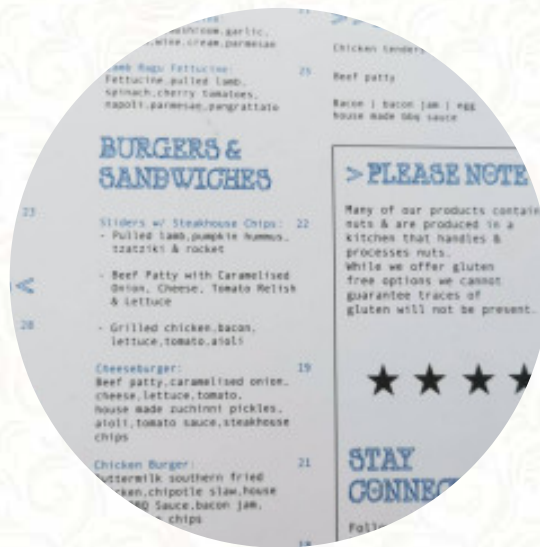 garlic,
wine,cream,parmesae
Lamb Ragu Fettucine: 25
Fettucine,pulled lamb,
spinach,cherry tomatoes,
napoli,parmesae,pangrattato
BURGERS &
SANDWICHES
Sliders w/ Steakhouse Chips: 22
- Pulled lamb,pumpkin hummus,
tzatziki & rocket
- Beef Patty with Caramelised
Onion, Cheese, Tomato Relish
& Lettuce
- Grilled chicken,bacon,
lettuce,tomato,aioli
Cheeseburger: 19
Beef patty,caramelised onion,
cheese,lettuce,tomato,
house made zuchinni pickles,
aioli,tomato sauce,steakhouse
chips
Chicken Burger: 21
Buttermilk southern fried
chipotle slaw,house
Sauce,bacon jam,
chips
23
<
28
Chicken
Beef patty
Bacon | bacon jam | egg
house made bbq sauce
> PLEASE NOTE
Many of our products contain
nuts & are produced in a
kitchen that handles &
processes nuts.
While we offer gluten
free options we cannot
guarantee traces of
gluten will not be present.
STAY